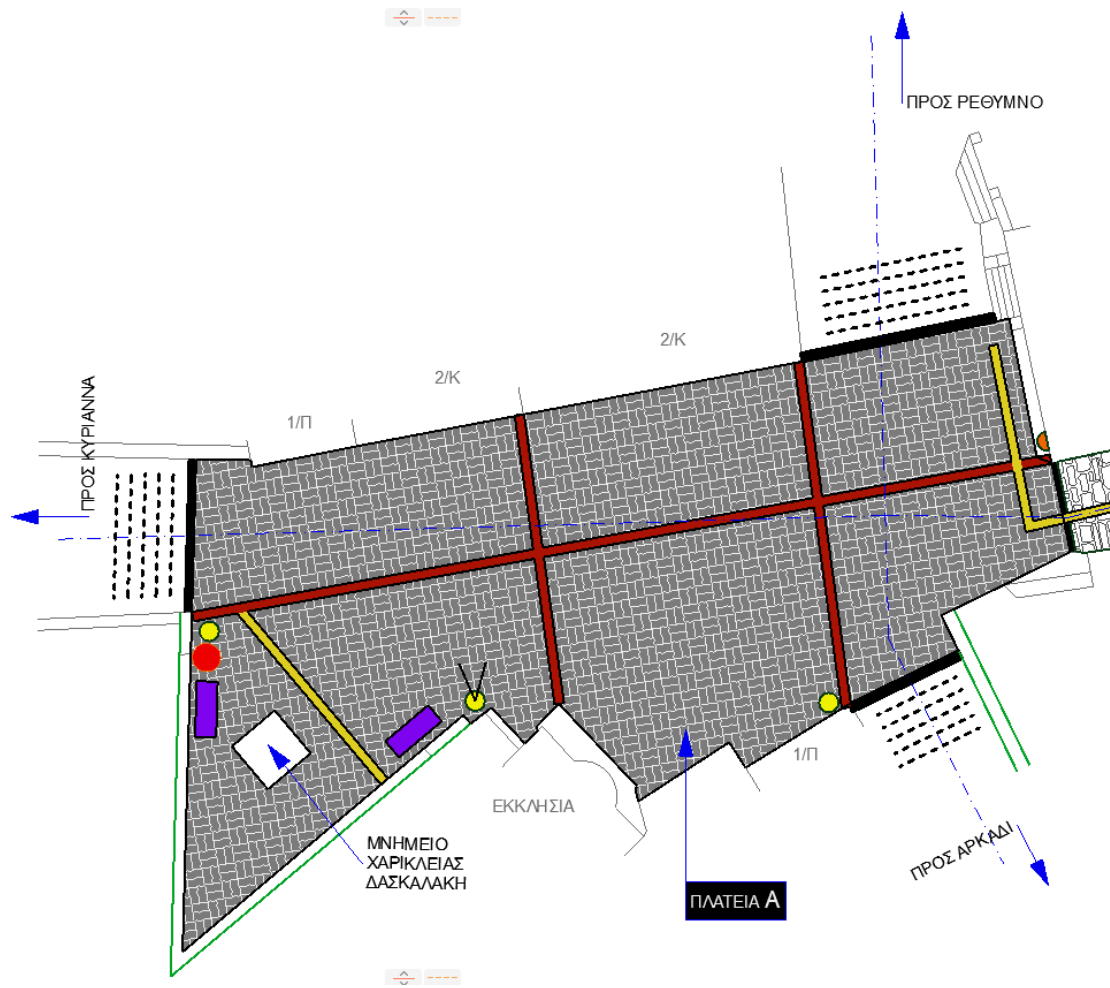 ΠΡΟΣ ΡΕΘΥΜΝΟ
2/Κ
2/Κ
1/Π
ΠΡΟΣ ΚΥΡΙΑΝΝΑ
1/Π
ΕΚΚΛΗΣΙΑ
ΜΝΗΜΕΙΟ
ΧΑΡΙΚΛΕΙΑΣ
ΔΑΣΚΑΛΑΚΗ
ΠΡΟΣ ΑΡΚΑΔΙ
ΠΛΑΤΕΙΑ Α